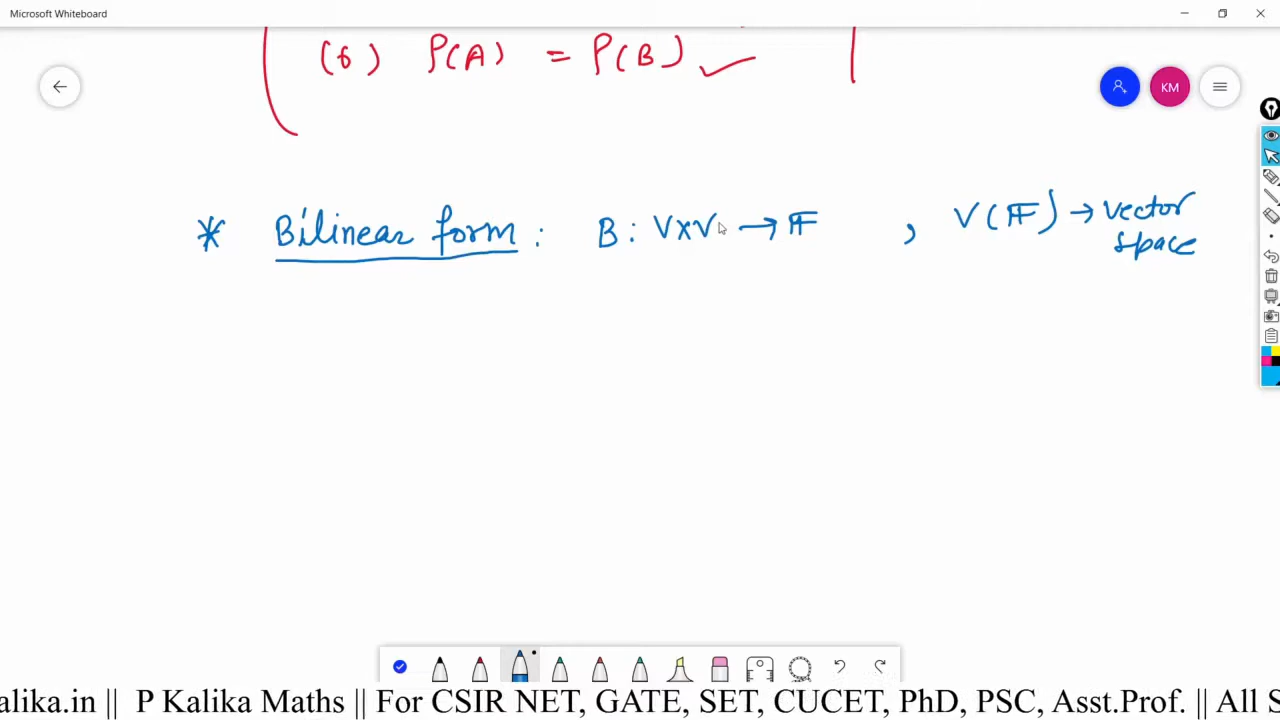 Microsoft Whiteboard
(6) ρ(A) = ρ(B) ✓
KM
* Bilinear form : B : V×V → 𝔽 , V(𝔽) → vector space
alika.in || P Kalika Maths || For CSIR NET, GATE, SET, CUCET, PhD, PSC, Asst.Prof. || All S